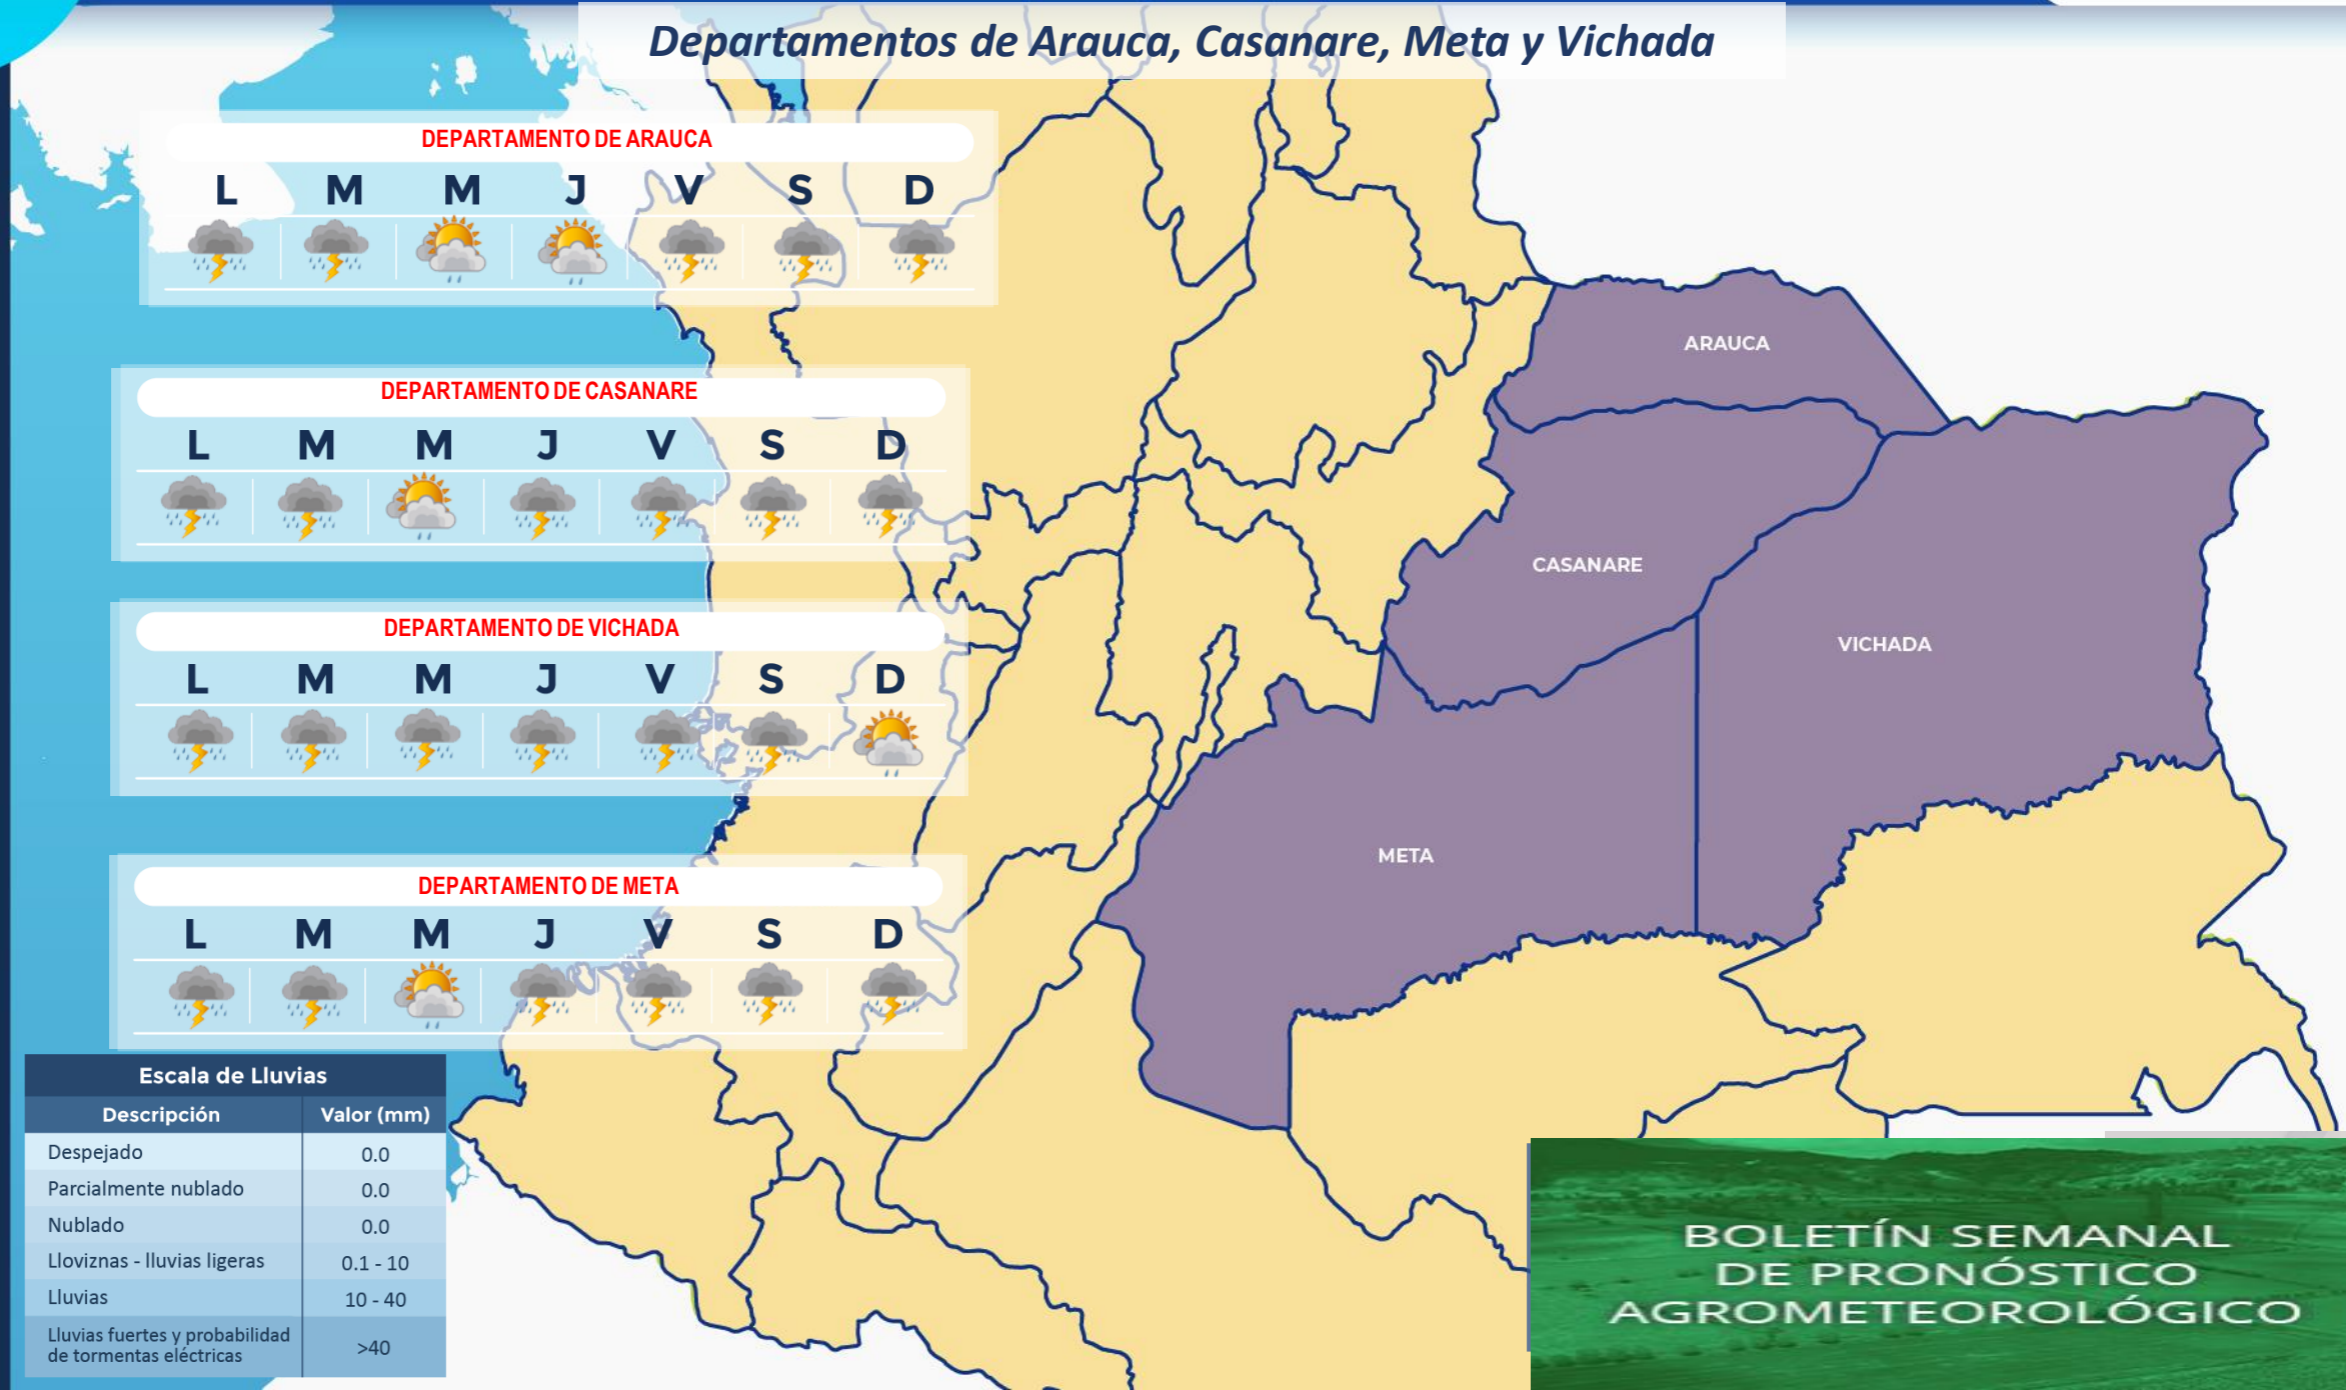 Departamentos de Arauca, Casanare, Meta y Vichada
DEPARTAMENTO DE ARAUCA
L M M J V S D
DEPARTAMENTO DE CASANARE
L M M J V S D
DEPARTAMENTO DE VICHADA
L M M J V S D
DEPARTAMENTO DE META
L M M J V S D
ARAUCA
CASANARE
VICHADA
META
Escala de Lluvias
Descripción Valor (mm)
Despejado 0.0
Parcialmente nublado 0.0
Nublado 0.0
Lloviznas - lluvias ligeras 0.1 - 10
Lluvias 10 - 40
Lluvias fuertes y probabilidad
de tormentas eléctricas >40
BOLETÍN SEMANAL
DE PRONÓSTICO
AGROMETEOROLÓGICO